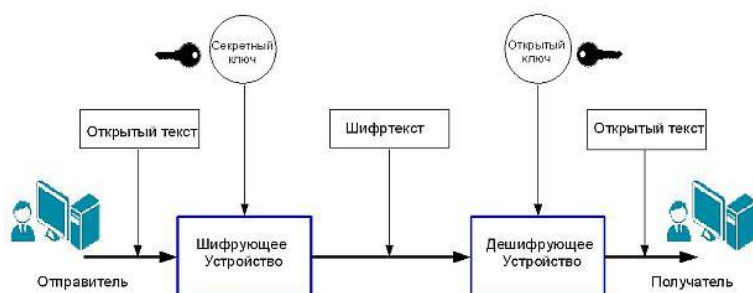 Секретный
ключ
Открытый
ключ
Открытый текст
Шифртекст
Открытый текст
Шифрующее
Устройство
Дешифрующее
Устройство
Отправитель
Получатель